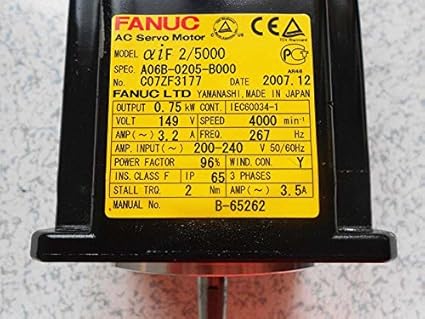 FANUC
AC Servo Motor
MODEL αiF 2/5000
SPEC. A06B-0205-B000
No. C07ZF3177 DATE 2007.12
FANUC LTD YAMANASHI, MADE IN JAPAN
AR46
OUTPUT 0.75 kW CONT. IEC60034-1
VOLT 149 V SPEED 4000 min⁻¹
AMP(~) 3.2 A FREQ. 267 Hz
AMP. INPUT(~) 200-240 V 50/60Hz
POWER FACTOR 96% WIND. CON. Y
INS. CLASS F IP 65 3 PHASES
STALL TRQ. 2 Nm AMP(~) 3.5A
MANUAL No. B-65262